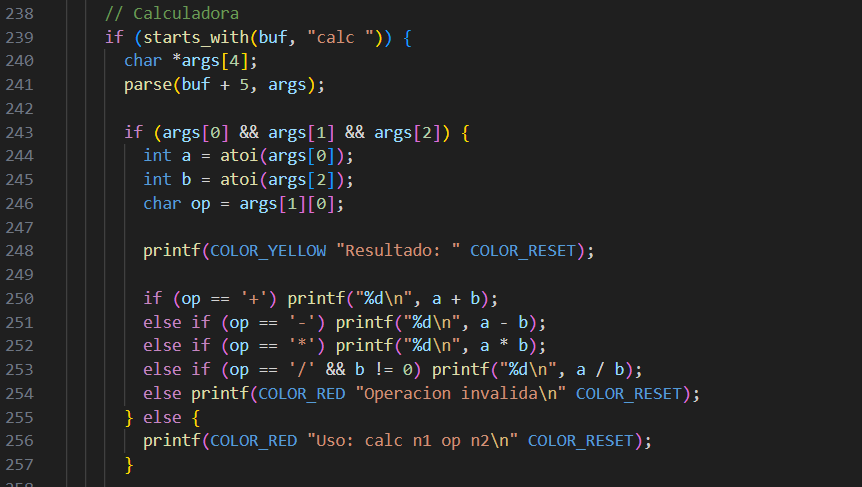 238 // Calculadora
239 if (starts_with(buf, "calc ")) {
240 char *args[4];
241 parse(buf + 5, args);
242
243 if (args[0] && args[1] && args[2]) {
244 int a = atoi(args[0]);
245 int b = atoi(args[2]);
246 char op = args[1][0];
247
248 printf(COLOR_YELLOW "Resultado: " COLOR_RESET);
249
250 if (op == '+') printf("%d\n", a + b);
251 else if (op == '-') printf("%d\n", a - b);
252 else if (op == '*') printf("%d\n", a * b);
253 else if (op == '/' && b != 0) printf("%d\n", a / b);
254 else printf(COLOR_RED "Operacion invalida\n" COLOR_RESET);
255 } else {
256 printf(COLOR_RED "Uso: calc n1 op n2\n" COLOR_RESET);
257 }